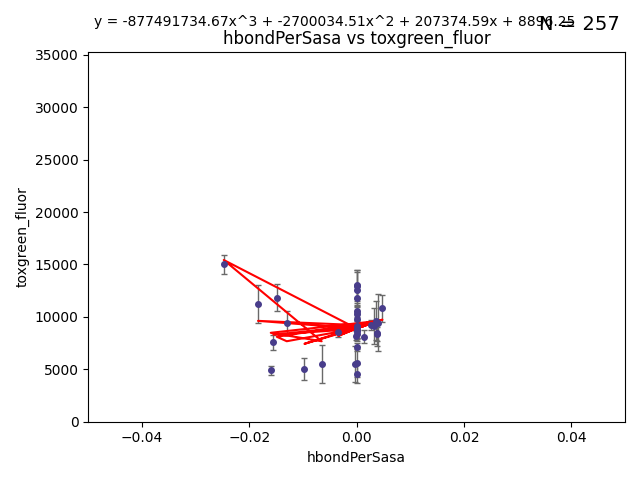 y = -877491734.67x^3 + -2700034.51x^2 + 207374.59x + 8896.25
N = 257
hbondPerSasa vs toxgreen_fluor
35000
30000
25000
20000
15000
10000
5000
0
toxgreen_fluor
−0.04
−0.02
0.00
0.02
0.04
hbondPerSasa